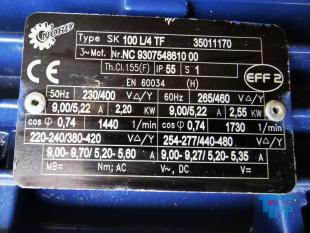 NORD
Type SK 100 L/4 TF 35011170
3~Mot. Nr. NC 9307548610 00
Th.Cl.155(F) IP 55 S 1
EN 60034 (H)
CE
EFF2
50Hz 230/400 V△/Y 60Hz 265/460 V△/Y
9,00/5,22 A 2,20 KW 9,00/5,22 A 2,55 KW
cos φ 0,74 1440 1/min cos φ 0,74 1730 1/min
220-240/380-420 V△/Y 254-277/440-480 V△/Y
9,00- 9,70/ 5,20- 5,60 A 9,00- 9,27/ 5,20- 5,35 A
MB= Nm; AC V~, DC V=